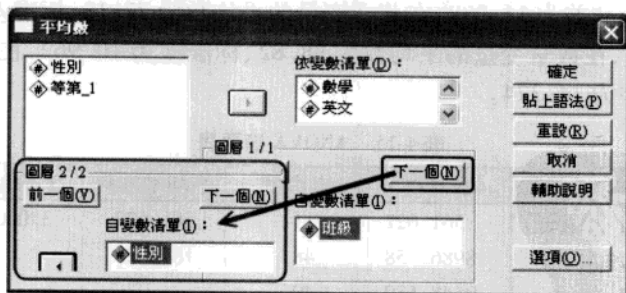 平均數
性別
等第_1
依變數清單(D)：
數學
英文
確定
貼上語法(P)
重設(R)
取消
輔助說明
選項(O)...
圖層 1/1
下一個(N)
自變數清單(I)：
班級
圖層 2/2
前一個(V)
下一個(N)
自變數清單(I)：
性別